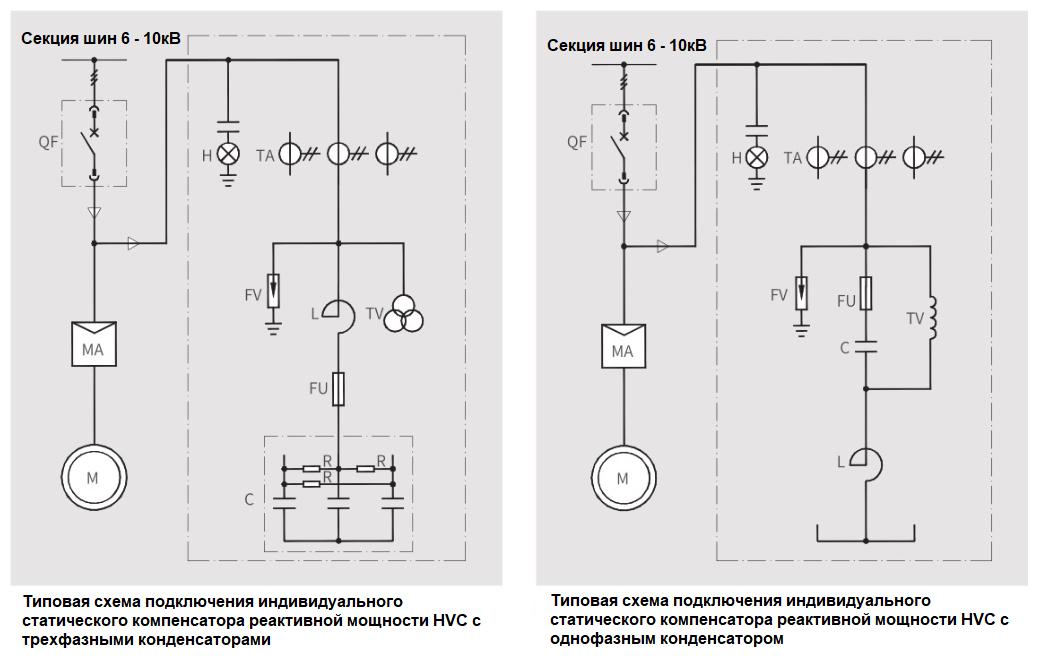 Секция шин 6 - 10кВ
QF
H
TA
FV
L
TV
MA
FU
M
R
R
R
C
Типовая схема подключения индивидуального
статического компенсатора реактивной мощности HVC с
трехфазными конденсаторами
Секция шин 6 - 10кВ
QF
H
TA
FV
FU
TV
C
MA
L
M
Типовая схема подключения индивидуального
статического компенсатора реактивной мощности HVC с
однофазным конденсатором